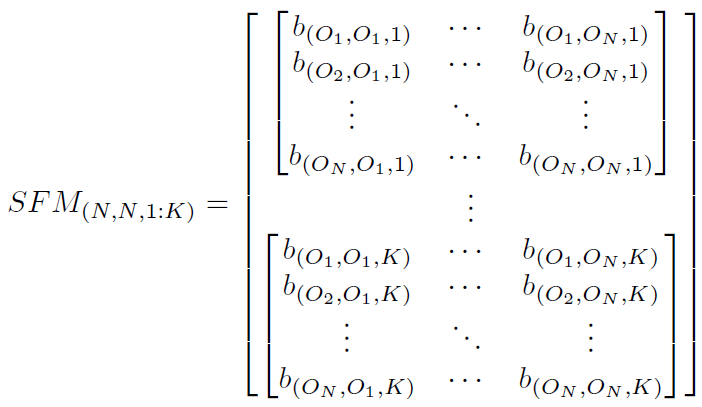 b_{(O_1,O_1,1)} ⋯ b_{(O_1,O_N,1)}
b_{(O_2,O_1,1)} ⋯ b_{(O_2,O_N,1)}
⋮ ⋱ ⋮
b_{(O_N,O_1,1)} ⋯ b_{(O_N,O_N,1)}
SFM_{(N,N,1:K)} = ⋮
b_{(O_1,O_1,K)} ⋯ b_{(O_1,O_N,K)}
b_{(O_2,O_1,K)} ⋯ b_{(O_2,O_N,K)}
⋮ ⋱ ⋮
b_{(O_N,O_1,K)} ⋯ b_{(O_N,O_N,K)}